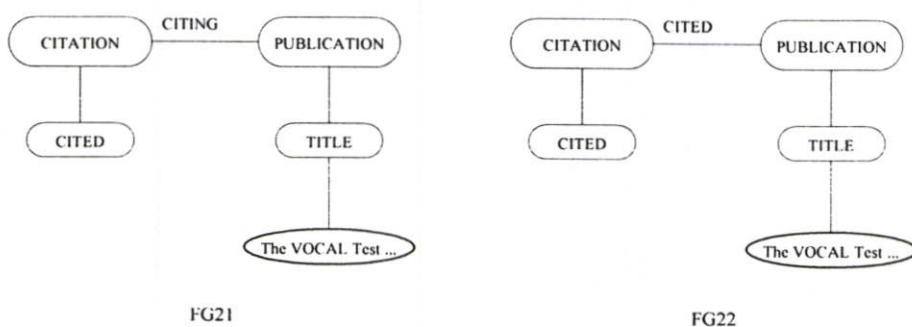 CITING
CITATION
PUBLICATION
CITED
TITLE
The VOCAL Test ...
FG21
CITED
CITATION
PUBLICATION
CITED
TITLE
The VOCAL Test ...
FG22